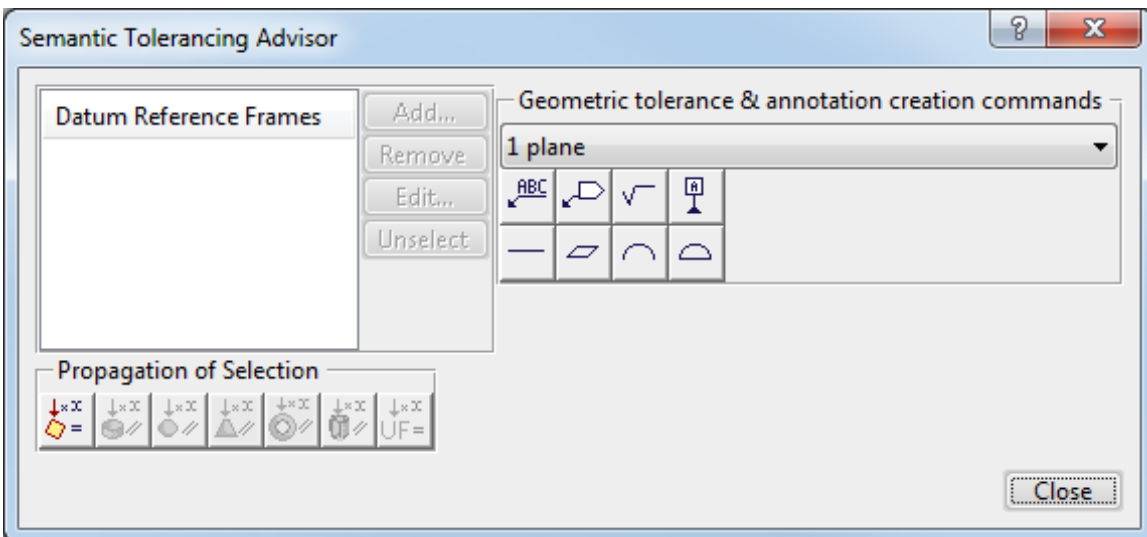 Semantic Tolerancing Advisor
?
Datum Reference Frames
Add...
Remove
Edit...
Unselect
Geometric tolerance & annotation creation commands
1 plane
ABC
A
Propagation of Selection
x x
=
x x
x x
x x
x x
x x
x x
UF=
Close